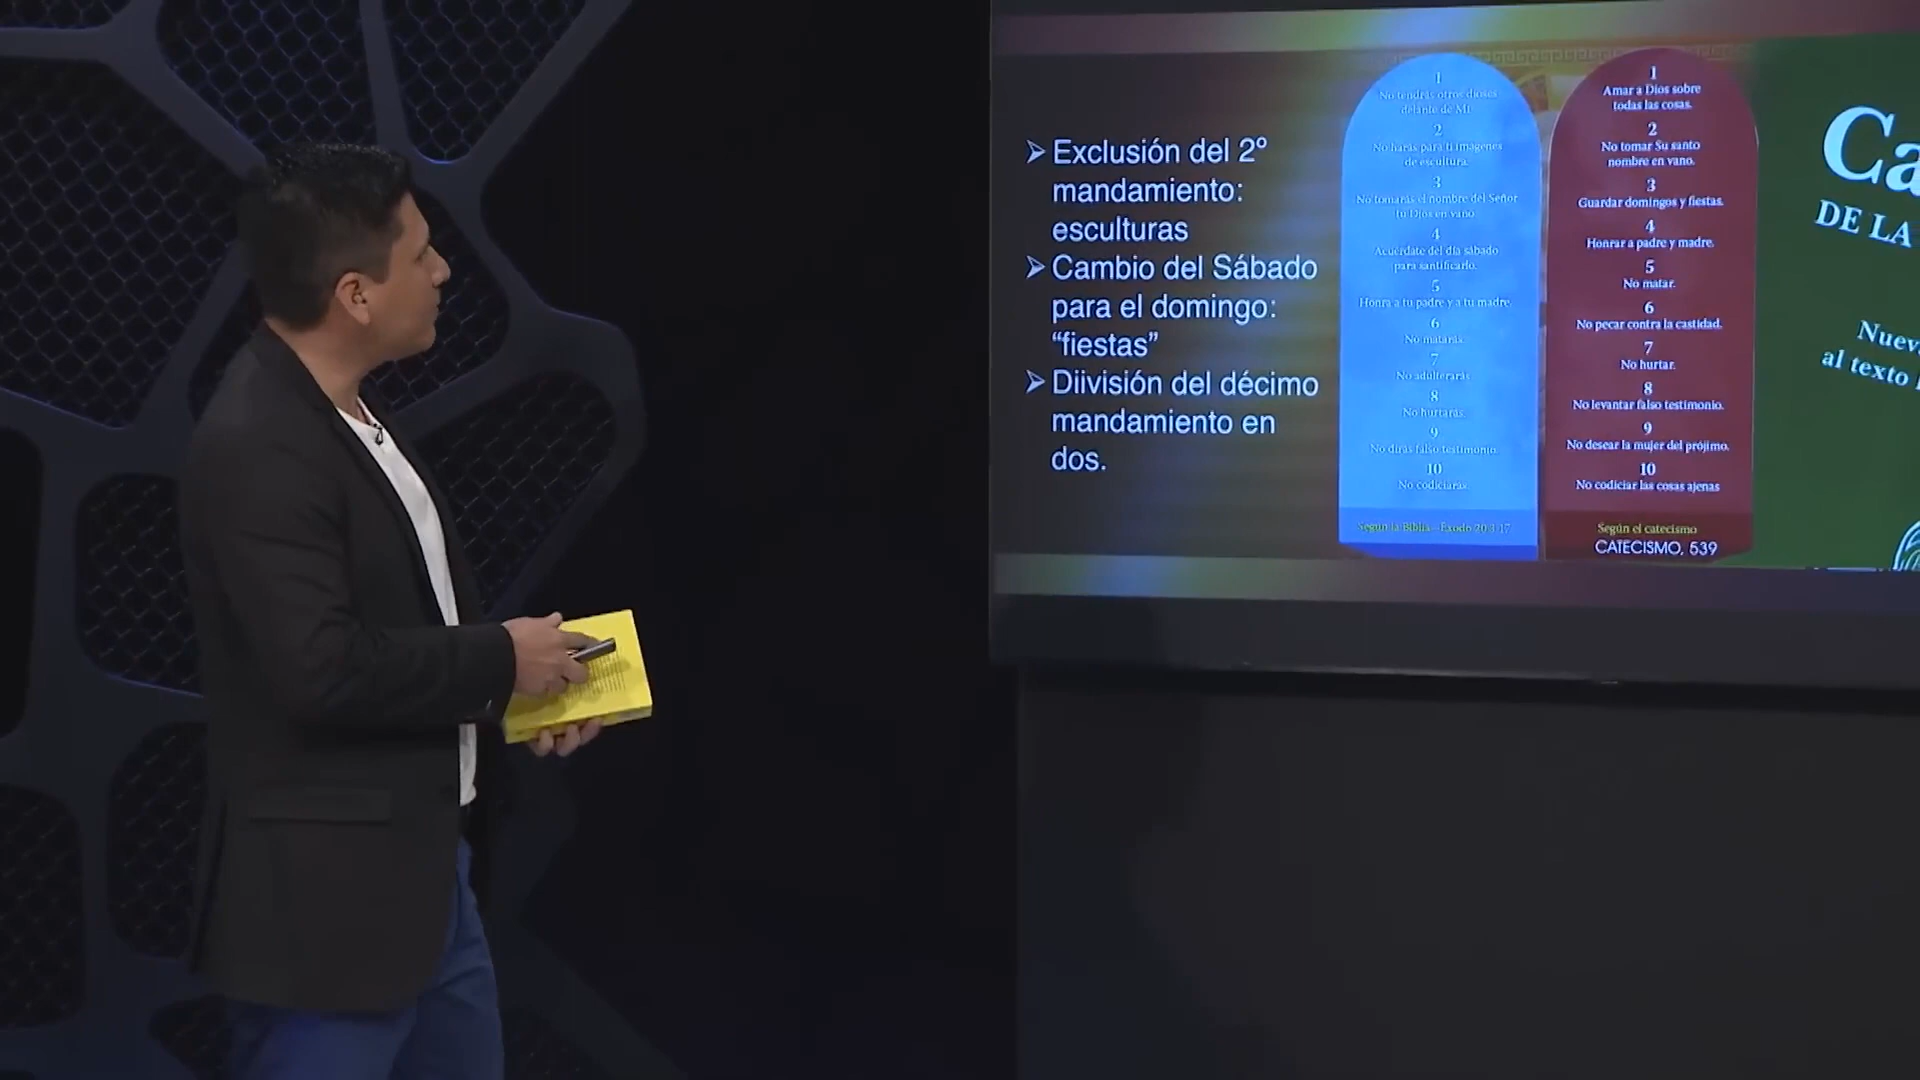 ➢ Exclusión del 2º
mandamiento:
esculturas
➢ Cambio del Sábado
para el domingo:
“fiestas”
➢ Diivisión del décimo
mandamiento en
dos.
1
No tendrás otros dioses
delante de Mí
2
No harás para ti imágenes
de escultura.
3
No tomarás el nombre del Señor
tu Dios en vano
4
Acuérdate del día sábado
para santificarlo.
5
Honra a tu padre y a tu madre.
6
No matarás.
7
No adulterarás
8
No hurtarás.
9
No dirás falso testimonio.
10
No codiciarás
Según la Biblia - Éxodo 20:3-17
1
Amar a Dios sobre
todas las cosas.
2
No tomar Su santo
nombre en vano.
3
Guardar domingos y fiestas.
4
Honrar a padre y madre.
5
No matar.
6
No pecar contra la castidad.
7
No hurtar.
8
No levantar falso testimonio.
9
No desear la mujer del prójimo.
10
No codiciar las cosas ajenas
Según el catecismo
CATECISMO, 539
Ca
DE LA
Nuev
al texto